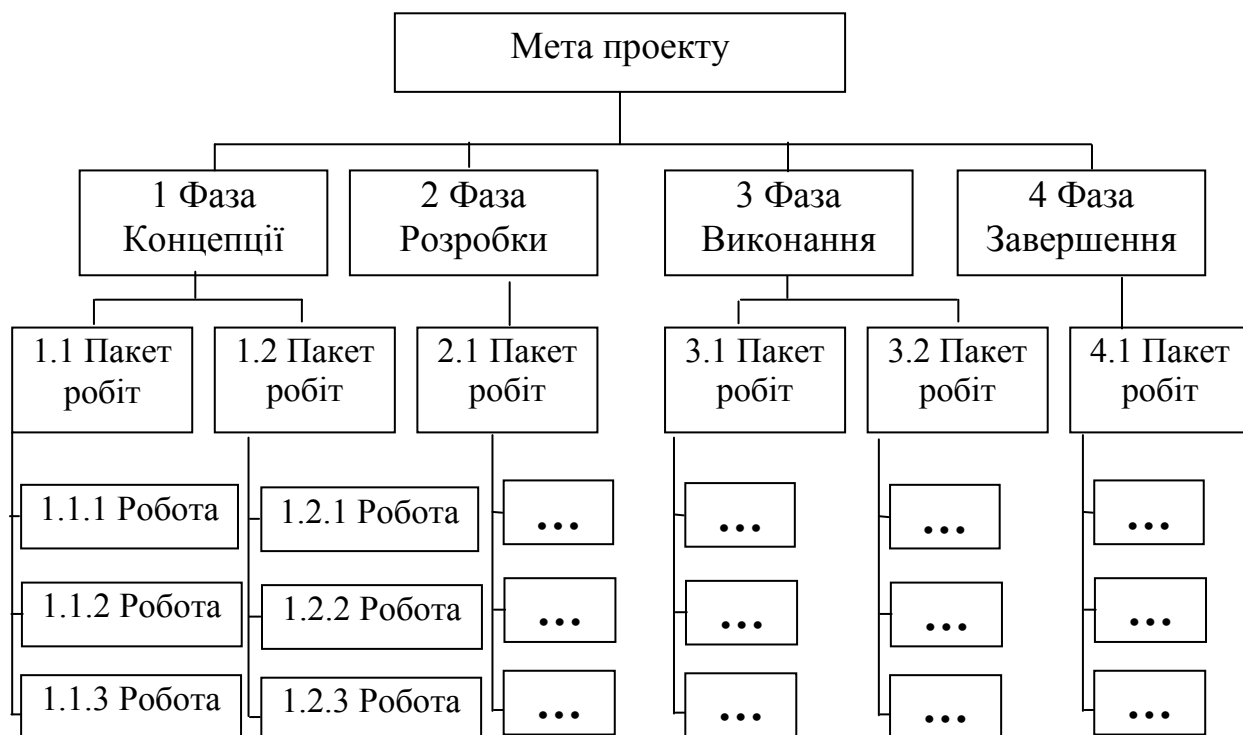 Мета проекту
1 Фаза
Концепції
2 Фаза
Розробки
3 Фаза
Виконання
4 Фаза
Завершення
1.1 Пакет
робіт
1.2 Пакет
робіт
2.1 Пакет
робіт
3.1 Пакет
робіт
3.2 Пакет
робіт
4.1 Пакет
робіт
1.1.1 Робота
1.2.1 Робота
...
...
...
...
1.1.2 Робота
1.2.2 Робота
...
...
...
...
1.1.3 Робота
1.2.3 Робота
...
...
...
...